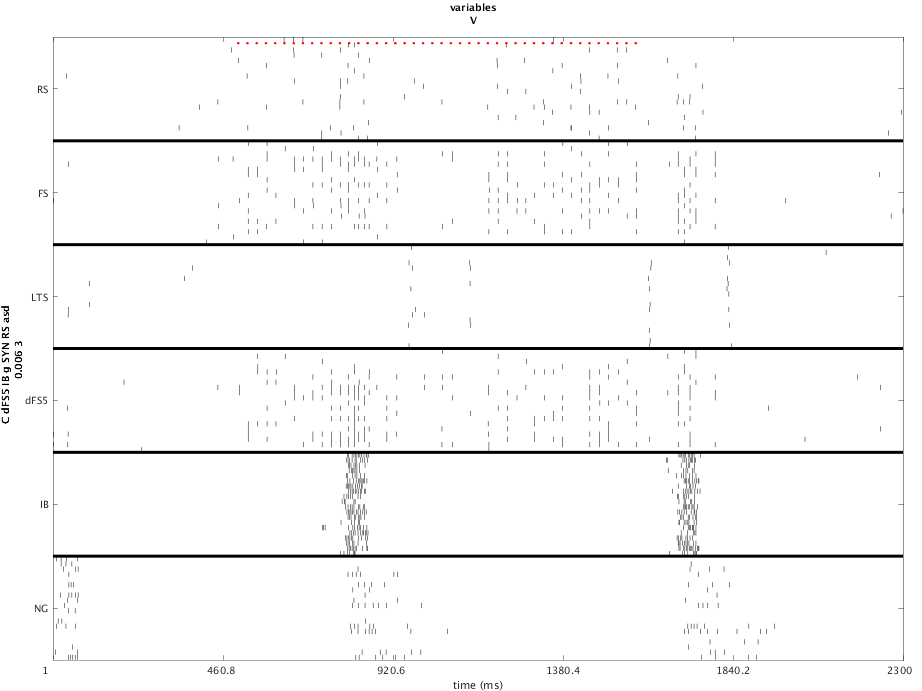 variables
V
RS
FS
LTS
dFS5
IB
NG
C dFS5 IB g SYN RS asd
0.006 3
1
460.8
920.6
1380.4
1840.2
2300
time (ms)